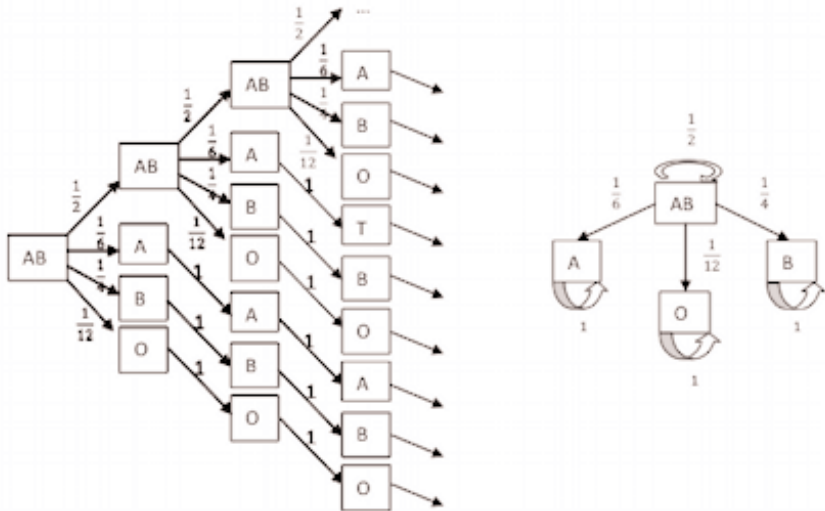 1/2 ...
1/6 A
AB
1/2 1/4 B
1/12
1/6 A O
AB
1/2 1/4 B 1 T
1/12
1/6 A O 1 B
AB
1/4 B 1 A 1 O
1/12
O 1 B 1 A
1 O 1 B
1 O
1/2
1/6 AB 1/4
1/12
A B
O
1 1
1